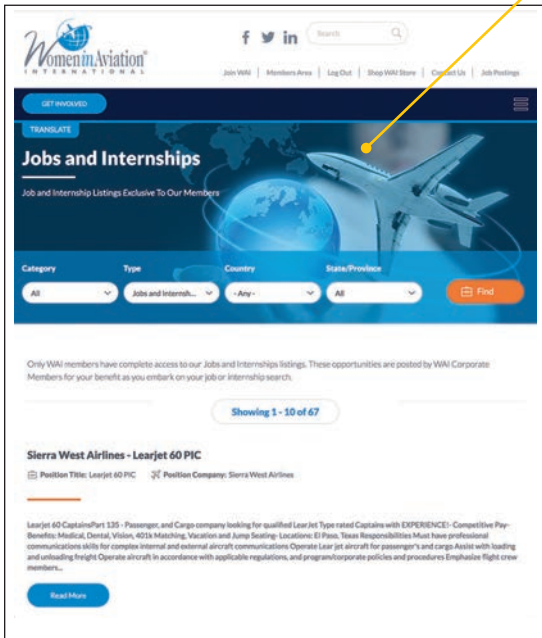 WomeninAviation®
INTERNATIONAL
Search
Join WAI | Members Area | Log Out | Shop WAI Store | Contact Us | Job Postings
GET INVOLVED
TRANSLATE
Jobs and Internships
Job and Internship Listings Exclusive To Our Members
Category Type Country State/Province
All Jobs and Internsh... - Any - All Find
Only WAI members have complete access to our Jobs and Internships listings. These opportunities are posted by WAI Corporate
Members for your benefit as you embark on your job or internship search.
Showing 1 - 10 of 67
Sierra West Airlines - Learjet 60 PIC
Position Title: Learjet 60 PIC Position Company: Sierra West Airlines
Learjet 60 CaptainsPart 135 - Passenger, and Cargo company looking for qualified LearJet Type rated Captains with EXPERIENCE!- Competitive Pay-
Benefits: Medical, Dental, Vision, 401k Matching, Vacation and Jump Seating- Locations: El Paso, Texas Responsibilities Must have professional
communications skills for complex internal and external aircraft communications Operate Lear jet aircraft for passenger's and cargo Assist with loading
and unloading freight Operate aircraft in accordance with applicable regulations, and program/corporate policies and procedures Emphasize flight crew
members...
Read More